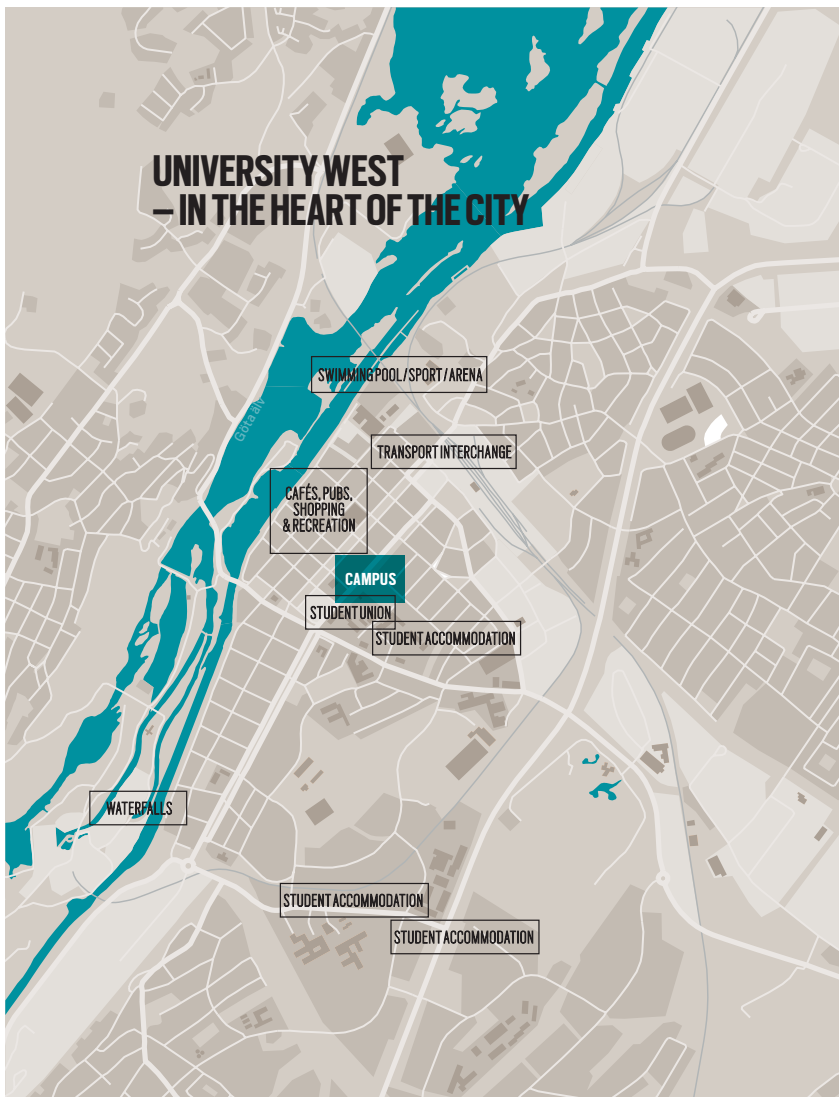 UNIVERSITY WEST
– IN THE HEART OF THE CITY
SWIMMING POOL / SPORT / ARENA
Göta älv
TRANSPORT INTERCHANGE
CAFÉS, PUBS,
SHOPPING
& RECREATION
CAMPUS
STUDENT UNION
STUDENT ACCOMMODATION
WATERFALLS
STUDENT ACCOMMODATION
STUDENT ACCOMMODATION